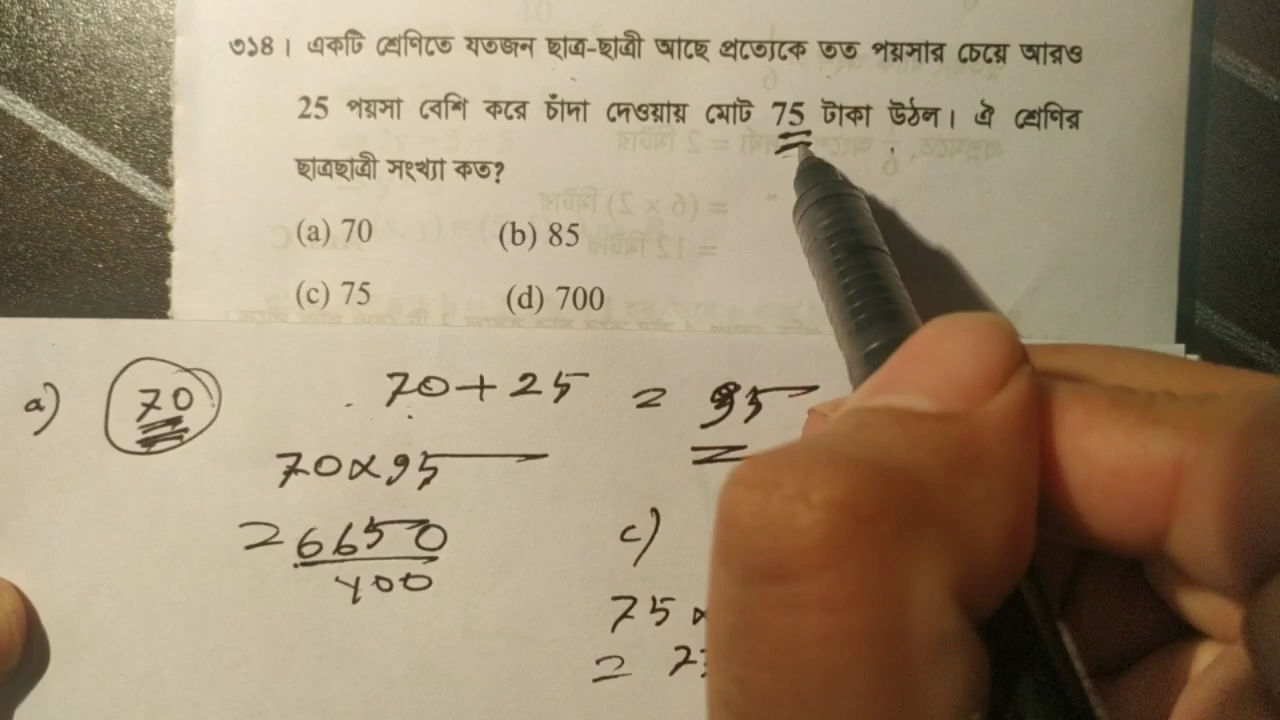 ৩১৪। একটি শ্রেণিতে যতজন ছাত্র-ছাত্রী আছে প্রত্যেকে তত পয়সার চেয়ে আরও
25 পয়সা বেশি করে চাঁদা দেওয়ায় মোট 75 টাকা উঠল। ঐ শ্রেণির
ছাত্রছাত্রী সংখ্যা কত?
(a) 70 (b) 85
(c) 75 (d) 700
a) 70 70+25 = 95
70×95
= 6650
100
c)
75×
= 7